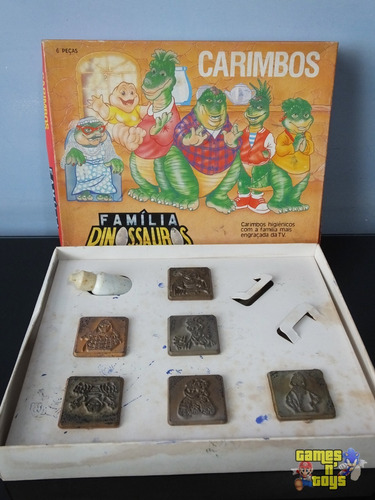 6 PEÇAS
CARIMBOS
FAMÍLIA
DINOSSAUROS
Carimbos higiênicos
com a família mais
engraçada da TV.
GAMES
N'
TOYS